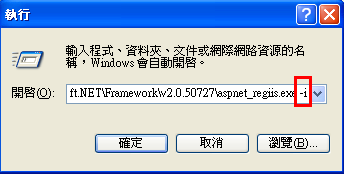 執行
輸入程式、資料夾、文件或網際網路資源的名
稱，Windows 會自動開啓。
開啓(O): ft.NET\Framework\v2.0.50727\aspnet_regiis.exe -i
確定 取消 瀏覽(B)...